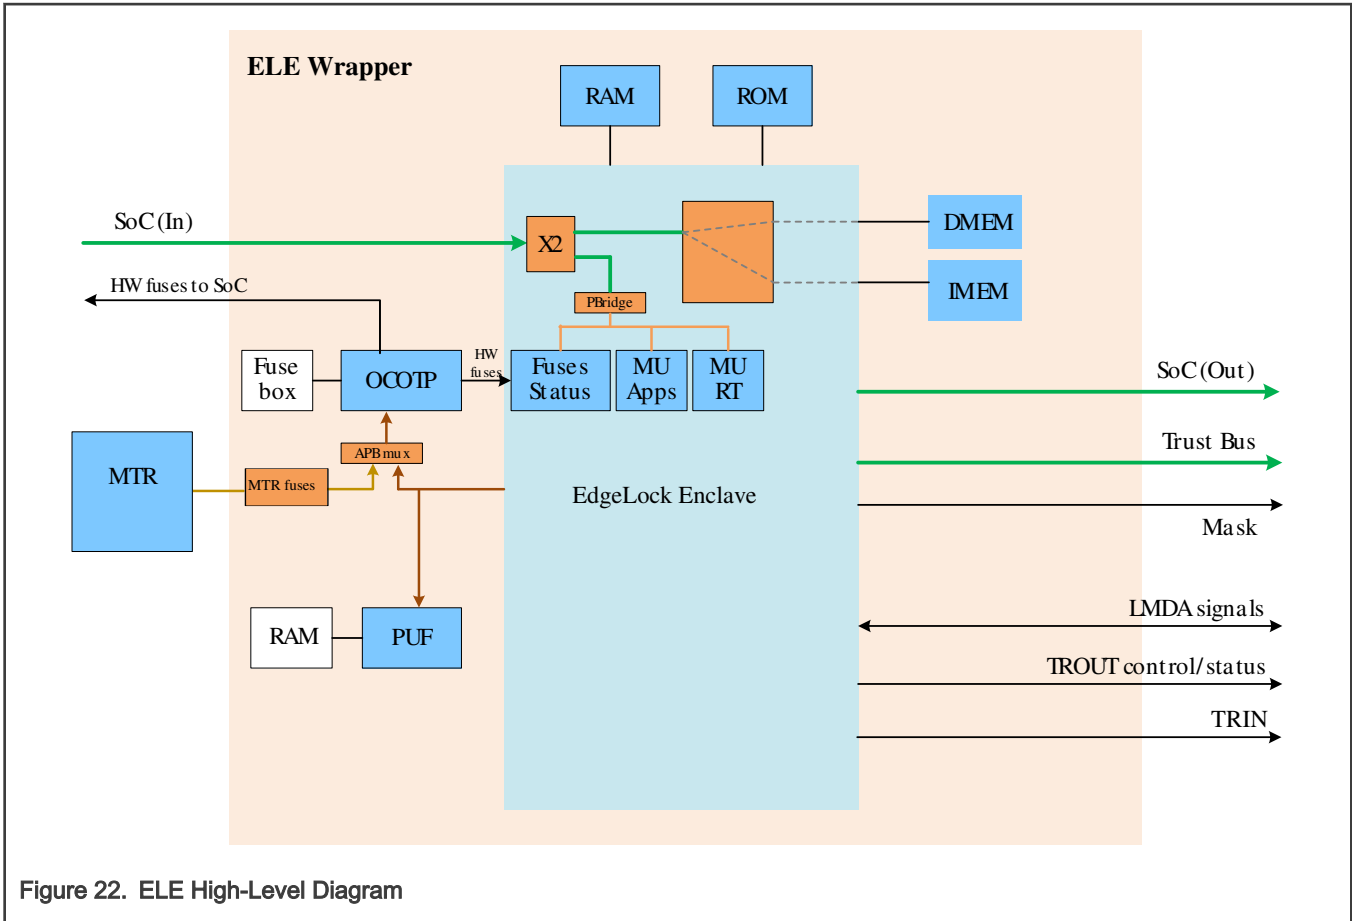 ELE Wrapper
RAM
ROM
SoC(In)
X2
DMEM
HW fuses to SoC
PBridge
IMEM
Fuse
box
OCOTP
HW
fuses
Fuses
Status
MU
Apps
MU
RT
SoC(Out)
APB mux
Trust Bus
MTR
MTR fuses
EdgeLock Enclave
Mask
RAM
PUF
LMDA signals
TROUT control/status
TRIN
Figure 22. ELE High-Level Diagram